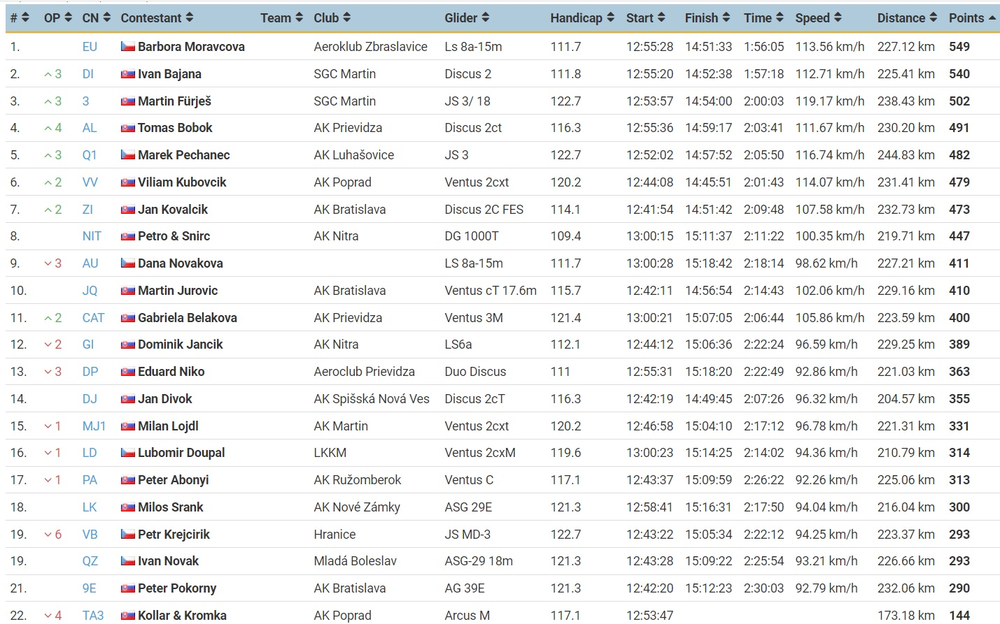 # OP CN Contestant Team Club Glider Handicap Start Finish Time Speed Distance Points
1. EU Barbora Moravcova Aeroklub Zbraslavice Ls 8a-15m 111.7 12:55:28 14:51:33 1:56:05 113.56 km/h 227.12 km 549
2. 3 DI Ivan Bajana SGC Martin Discus 2 111.8 12:55:20 14:52:38 1:57:18 112.71 km/h 225.41 km 540
3. 3 3 Martin Fürješ SGC Martin JS 3/ 18 122.7 12:53:57 14:54:00 2:00:03 119.17 km/h 238.43 km 502
4. 4 AL Tomas Bobok AK Prievidza Discus 2ct 116.3 12:55:36 14:59:17 2:03:41 111.67 km/h 230.20 km 491
5. 3 Q1 Marek Pechanec AK Luhašovice JS 3 122.7 12:52:02 14:57:52 2:05:50 116.74 km/h 244.83 km 482
6. 2 VV Viliam Kubovcik AK Poprad Ventus 2cxt 120.2 12:44:08 14:45:51 2:01:43 114.07 km/h 231.41 km 479
7. 2 ZI Jan Kovalcik AK Bratislava Discus 2C FES 114.1 12:41:54 14:51:42 2:09:48 107.58 km/h 232.73 km 473
8. NIT Petro & Snirc AK Nitra DG 1000T 109.4 13:00:15 15:11:37 2:11:22 100.35 km/h 219.71 km 447
9. 3 AU Dana Novakova LS 8a-15m 111.7 13:00:28 15:18:42 2:18:14 98.62 km/h 227.21 km 411
10. JQ Martin Jurovic AK Bratislava Ventus cT 17.6m 115.7 12:42:11 14:56:54 2:14:43 102.06 km/h 229.16 km 410
11. 2 CAT Gabriela Belakova AK Prievidza Ventus 3M 121.4 13:00:21 15:07:05 2:06:44 105.86 km/h 223.59 km 400
12. 2 GI Dominik Jancik AK Nitra LS6a 112.1 12:44:12 15:06:36 2:22:24 96.59 km/h 229.25 km 389
13. 3 DP Eduard Niko Aeroclub Prievidza Duo Discus 111 12:55:31 15:18:20 2:22:49 92.86 km/h 221.03 km 363
14. DJ Jan Divok AK Spišská Nová Ves Discus 2cT 116.3 12:42:19 14:49:45 2:07:26 96.32 km/h 204.57 km 355
15. 1 MJ1 Milan Lojdl AK Martin Ventus 2cxt 120.2 12:46:58 15:04:10 2:17:12 96.78 km/h 221.31 km 331
16. 1 LD Lubomir Doupal LKKM Ventus 2cxM 119.6 13:00:23 15:14:25 2:14:02 94.36 km/h 210.79 km 314
17. 1 PA Peter Abonyi AK Ružomberok Ventus C 117.1 12:43:37 15:09:59 2:26:22 92.26 km/h 225.06 km 313
18. LK Milos Srank AK Nové Zámky ASG 29E 121.3 12:58:41 15:16:31 2:17:50 94.04 km/h 216.04 km 300
19. 6 VB Petr Krejcirik Hranice JS MD-3 122.7 12:43:22 15:05:34 2:22:12 94.25 km/h 223.37 km 293
19. QZ Ivan Novak Mladá Boleslav ASG-29 18m 121.3 12:43:28 15:09:22 2:25:54 93.21 km/h 226.66 km 293
21. 9E Peter Pokorny AK Bratislava AG 39E 121.3 12:42:20 15:12:23 2:30:03 92.79 km/h 232.06 km 290
22. 4 TA3 Kollar & Kromka AK Poprad Arcus M 117.1 12:53:47 173.18 km 144